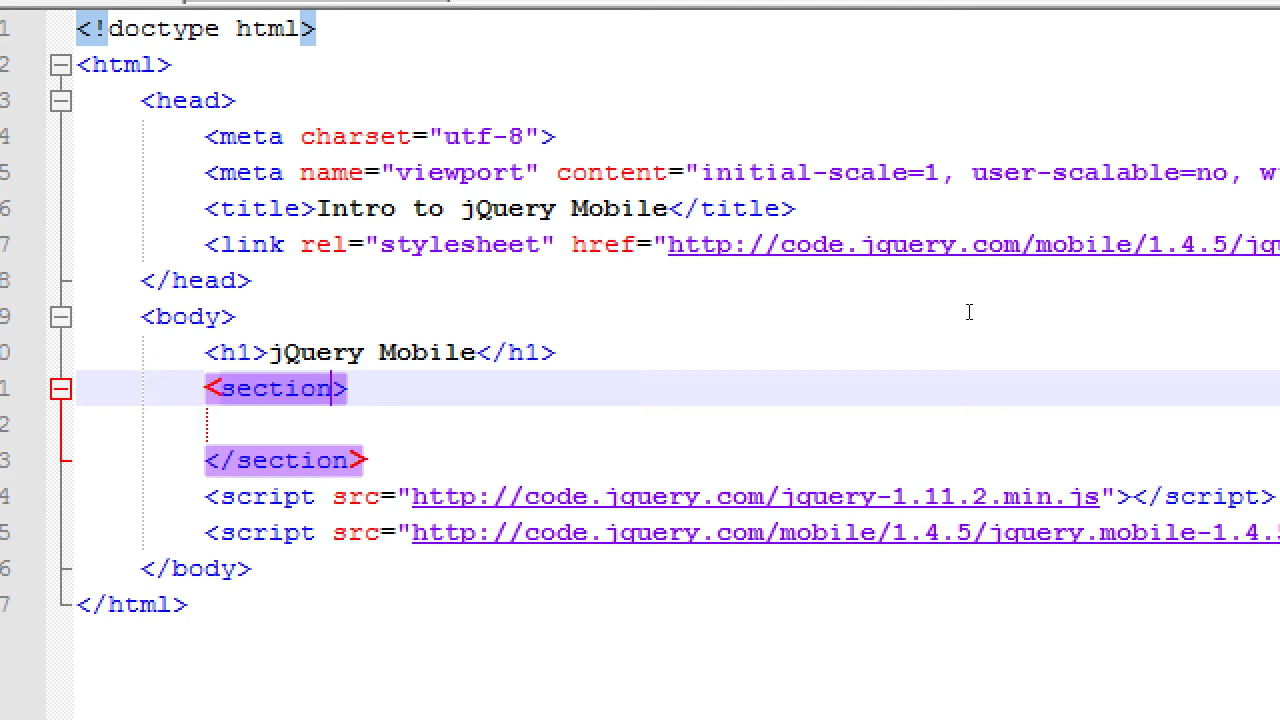 1 <!doctype html>
2 <html>
3 <head>
4 <meta charset="utf-8">
5 <meta name="viewport" content="initial-scale=1, user-scalable=no,
6 <title>Intro to jQuery Mobile</title>
7 <link rel="stylesheet" href="http://code.jquery.com/mobile/1.4.5/
8 </head>
9 <body>
0 <h1>jQuery Mobile</h1>
1 <section>
2
3 </section>
4 <script src="http://code.jquery.com/jquery-1.11.2.min.js"></script>
5 <script src="http://code.jquery.com/mobile/1.4.5/jquery.mobile-1.4.
6 </body>
7 </html>